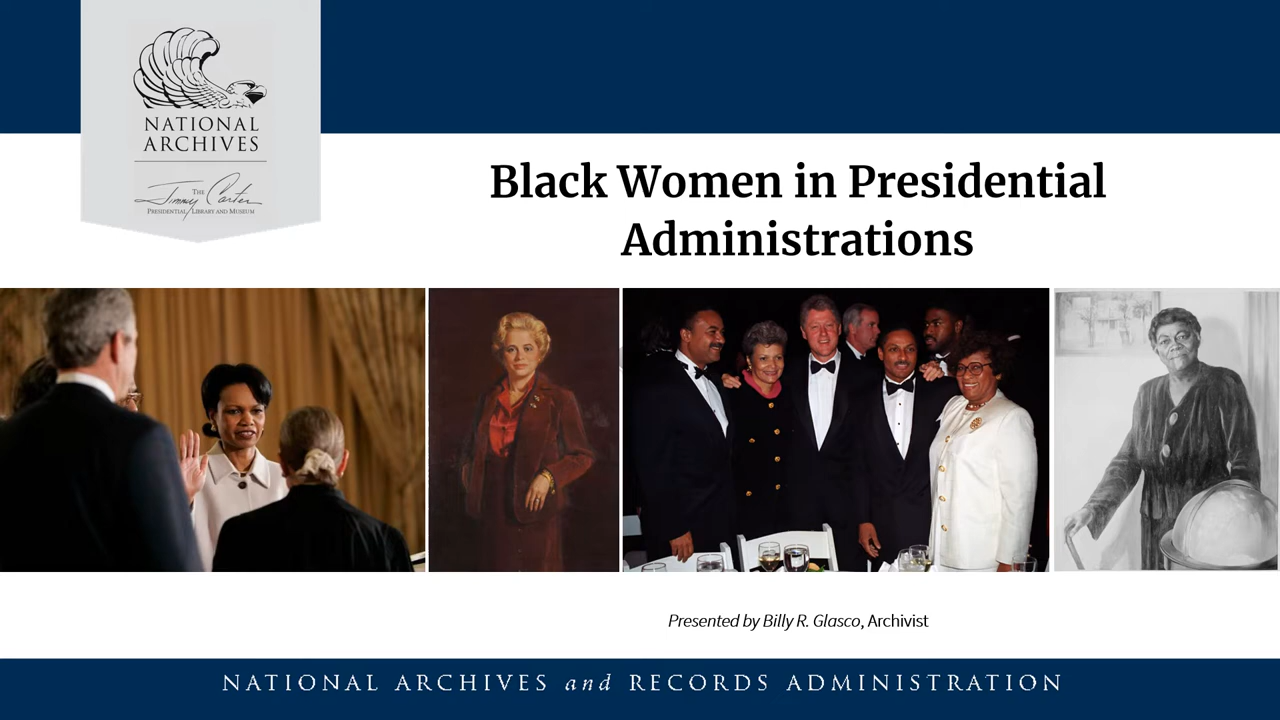 NATIONAL
ARCHIVES
THE
Jimmy Carter
PRESIDENTIAL LIBRARY AND MUSEUM
Black Women in Presidential
Administrations
Presented by Billy R. Glasco, Archivist
NATIONAL ARCHIVES and RECORDS ADMINISTRATION